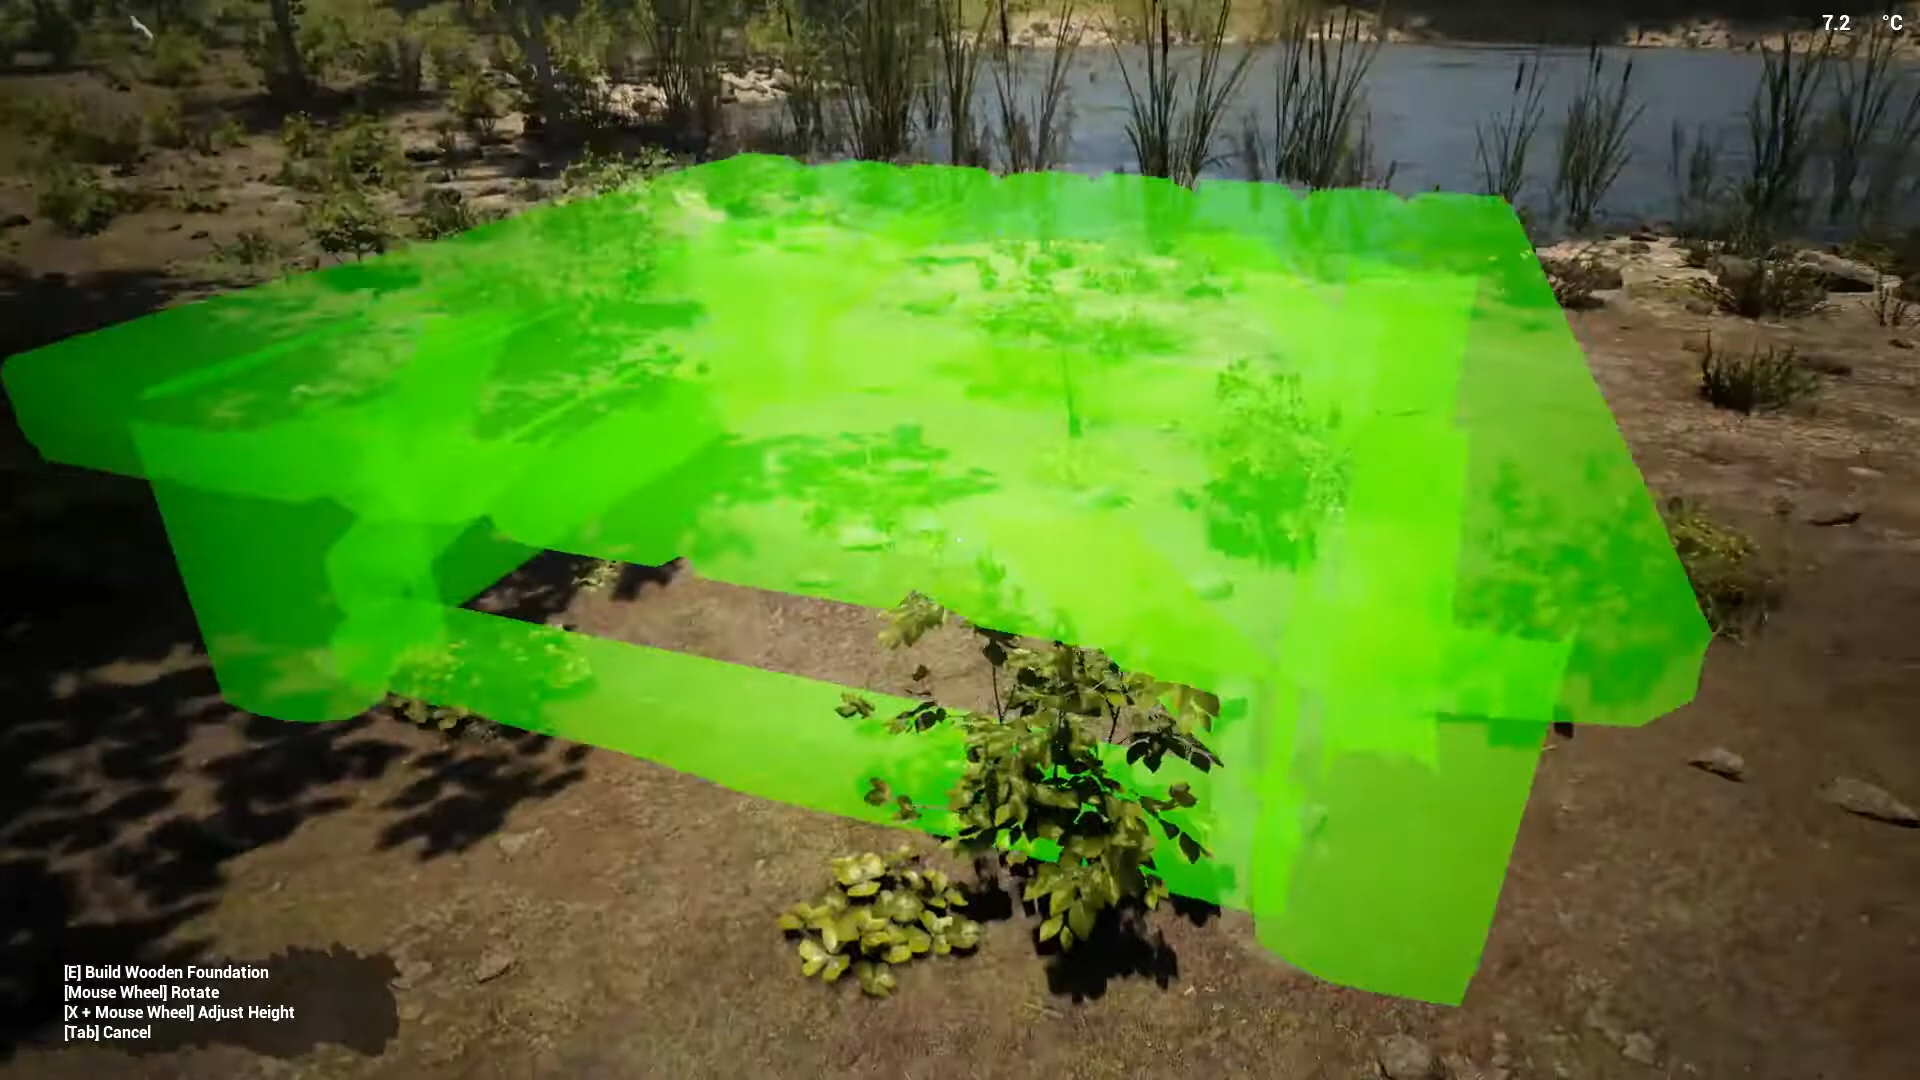 7.2 °C
[E] Build Wooden Foundation
[Mouse Wheel] Rotate
[X + Mouse Wheel] Adjust Height
[Tab] Cancel